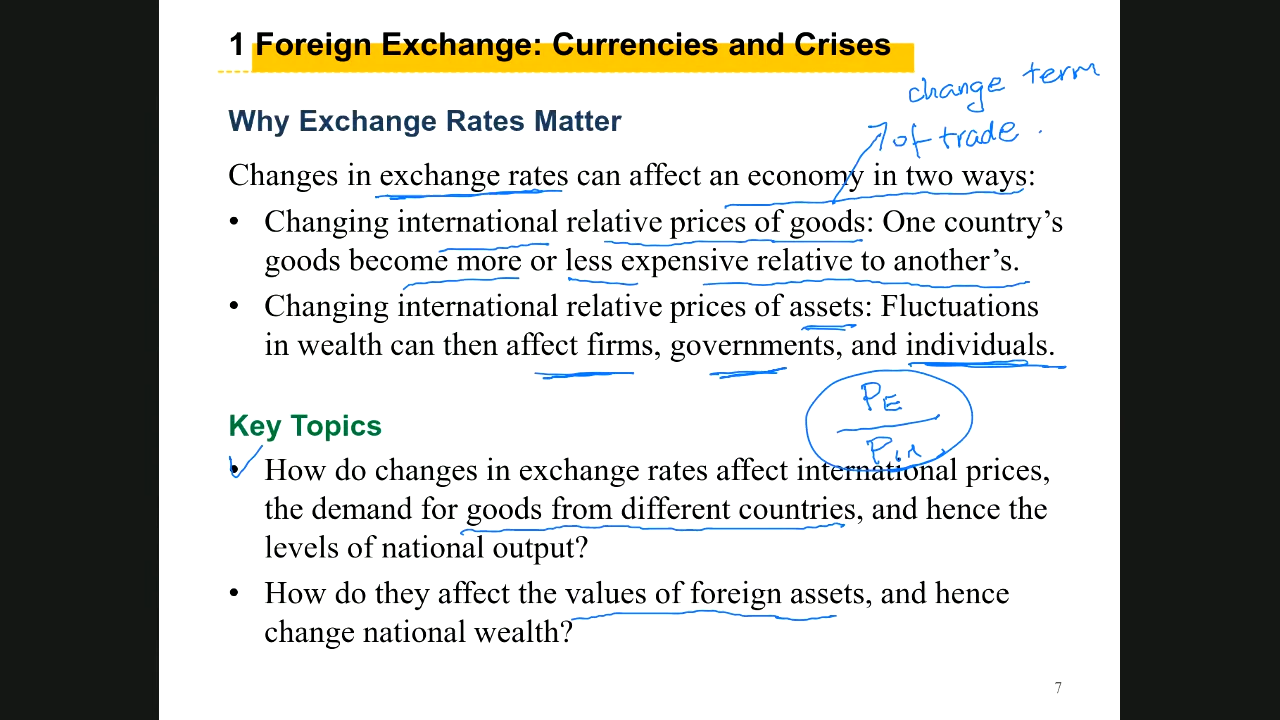 1 Foreign Exchange: Currencies and Crises
change term
of trade.
Why Exchange Rates Matter
Changes in exchange rates can affect an economy in two ways:
• Changing international relative prices of goods: One country’s
goods become more or less expensive relative to another’s.
• Changing international relative prices of assets: Fluctuations
in wealth can then affect firms, governments, and individuals.
PE
Pim
Key Topics
• How do changes in exchange rates affect international prices,
the demand for goods from different countries, and hence the
levels of national output?
• How do they affect the values of foreign assets, and hence
change national wealth?
7